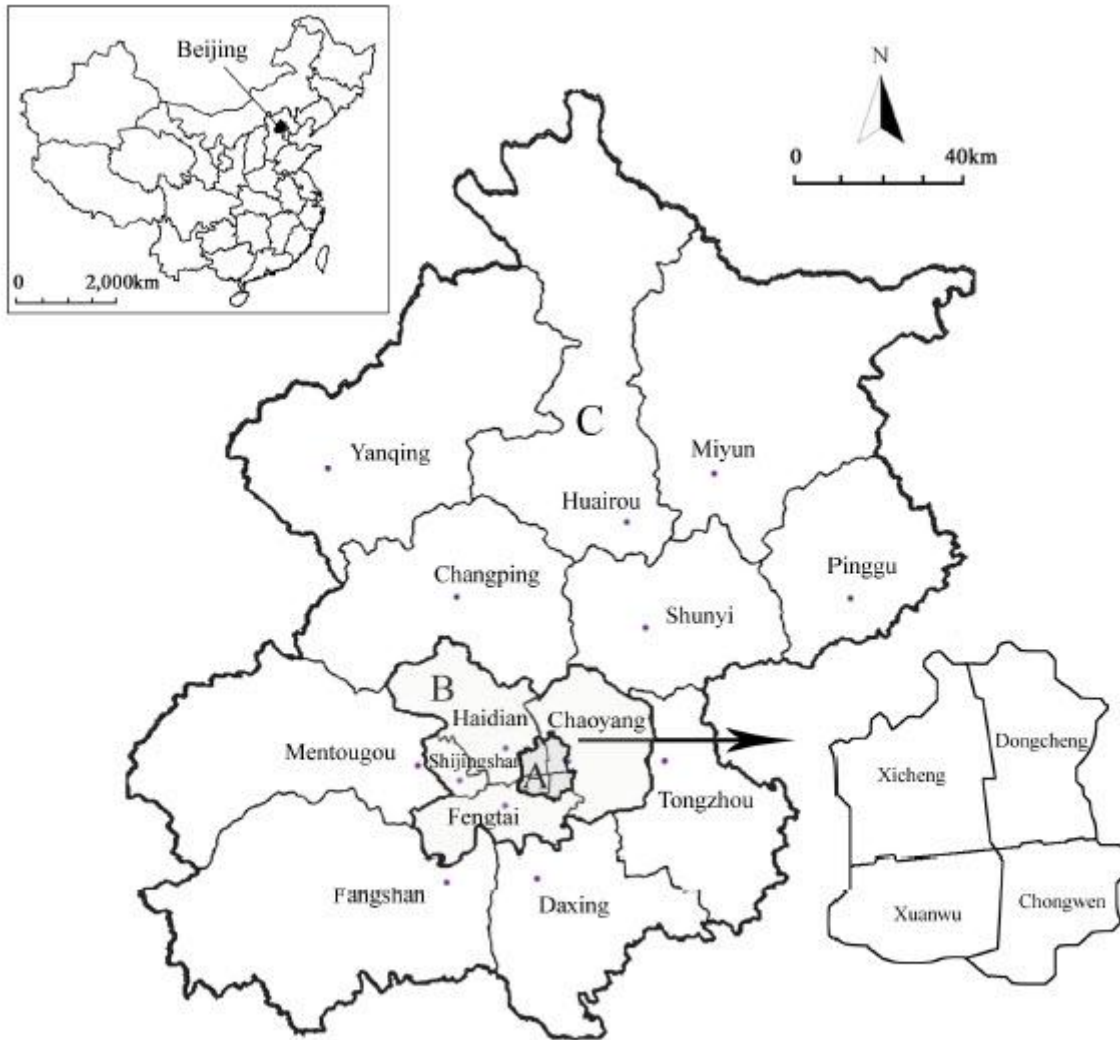 Beijing
0 2,000km
N
0 40km
C
Yanqing
Miyun
Huairou
Changping
Pinggu
Shunyi
B
Haidian
Chaoyang
Mentougou
Shijingshan
A
Tongzhou
Fengtai
Fangshan
Daxing
Dongcheng
Xicheng
Xuanwu
Chongwen